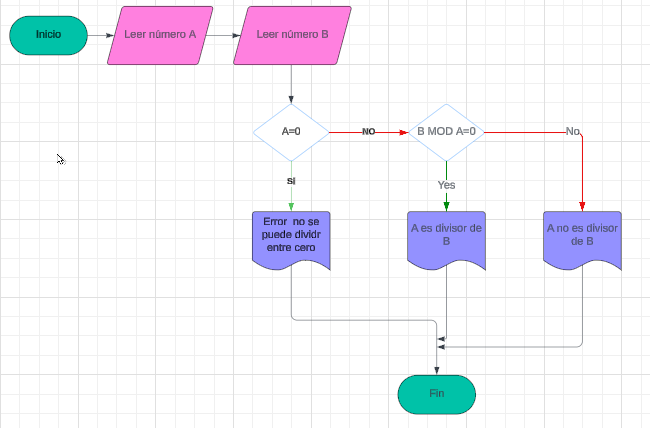 Inicio
Leer número A
Leer número B
A=0
NO
B MOD A=0
No
si
Yes
Error no se
puede dividr
entre cero
A es divisor de
B
A no es divisor
de B
Fin